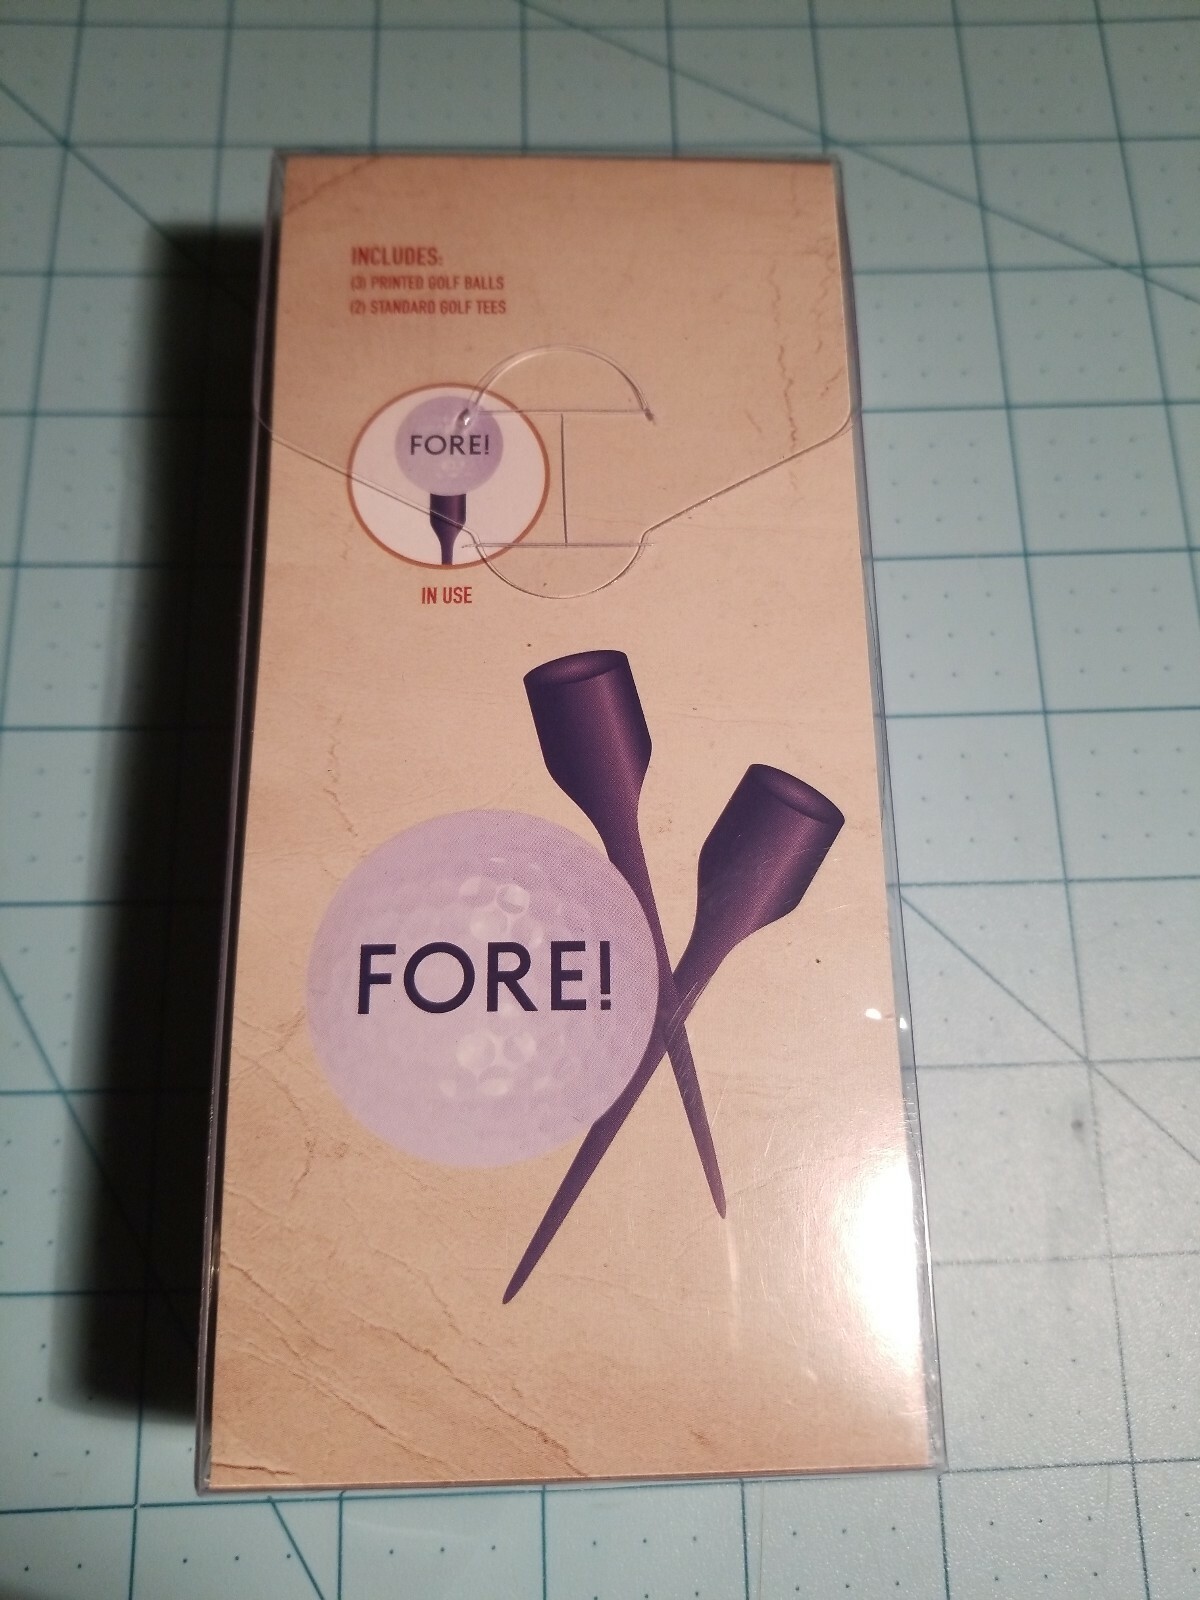 INCLUDES:
(3) PRINTED GOLF BALLS
(2) STANDARD GOLF TEES
FORE!
IN USE
FORE!